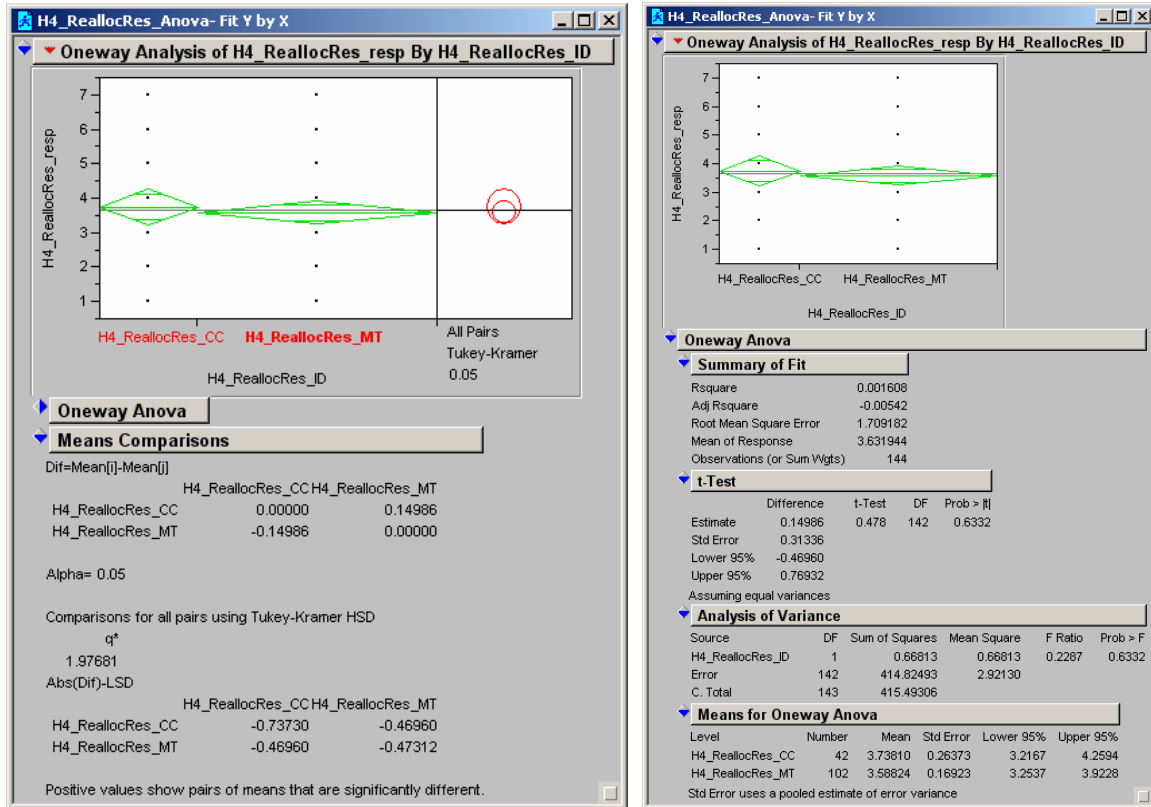 H4_ReallocRes_Anova- Fit Y by X
Oneway Analysis of H4_ReallocRes_resp By H4_ReallocRes_ID
H4_ReallocRes_resp
7
6
5
4
3
2
1
H4_ReallocRes_CC H4_ReallocRes_MT
All Pairs
Tukey-Kramer
0.05
H4_ReallocRes_ID
Oneway Anova
Means Comparisons
Dif=Mean[i]-Mean[j]
H4_ReallocRes_CC H4_ReallocRes_MT
H4_ReallocRes_CC 0.00000 0.14986
H4_ReallocRes_MT -0.14986 0.00000
Alpha= 0.05
Comparisons for all pairs using Tukey-Kramer HSD
q*
1.97681
Abs(Dif)-LSD
H4_ReallocRes_CC H4_ReallocRes_MT
H4_ReallocRes_CC -0.73730 -0.46960
H4_ReallocRes_MT -0.46960 -0.47312
Positive values show pairs of means that are significantly different.
H4_ReallocRes_Anova- Fit Y by X
Oneway Analysis of H4_ReallocRes_resp By H4_ReallocRes_ID
H4_ReallocRes_resp
7
6
5
4
3
2
1
H4_ReallocRes_CC H4_ReallocRes_MT
H4_ReallocRes_ID
Oneway Anova
Summary of Fit
Rsquare 0.001608
Adj Rsquare -0.00542
Root Mean Square Error 1.709182
Mean of Response 3.631944
Observations (or Sum Wgts) 144
t-Test
Difference t-Test DF Prob > |t|
Estimate 0.14986 0.478 142 0.6332
Std Error 0.31336
Lower 95% -0.46960
Upper 95% 0.76932
Assuming equal variances
Analysis of Variance
Source DF Sum of Squares Mean Square F Ratio Prob > F
H4_ReallocRes_ID 1 0.66813 0.66813 0.2287 0.6332
Error 142 414.82493 2.92130
C. Total 143 415.49306
Means for Oneway Anova
Level Number Mean Std Error Lower 95% Upper 95%
H4_ReallocRes_CC 42 3.73810 0.26373 3.2167 4.2594
H4_ReallocRes_MT 102 3.58824 0.16923 3.2537 3.9228
Std Error uses a pooled estimate of error variance